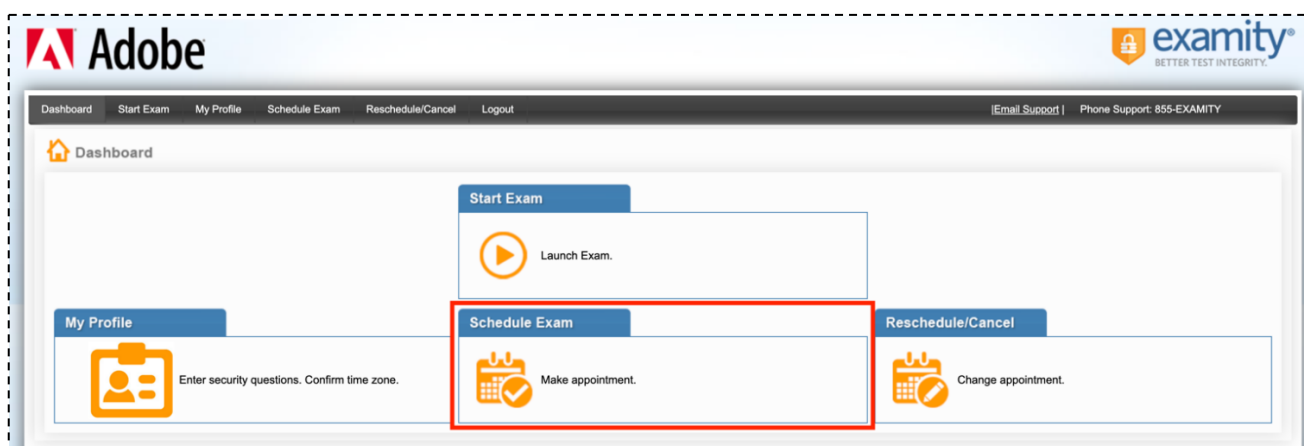 Adobe
examity®
BETTER TEST INTEGRITY.
Dashboard Start Exam My Profile Schedule Exam Reschedule/Cancel Logout |Email Support| Phone Support: 855-EXAMITY
Dashboard
Start Exam
Launch Exam.
My Profile
Enter security questions. Confirm time zone.
Schedule Exam
Make appointment.
Reschedule/Cancel
Change appointment.